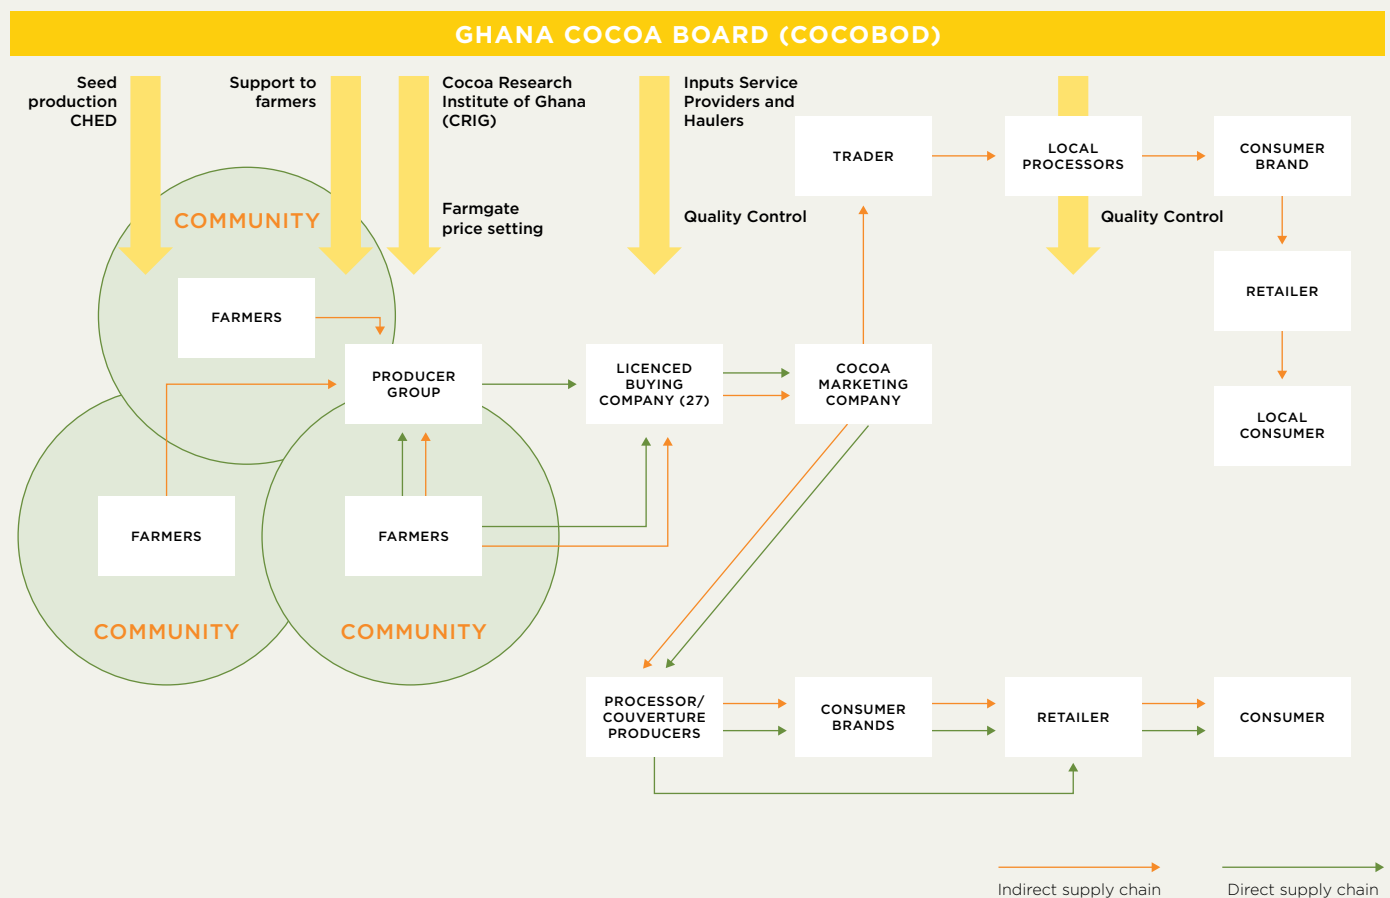 GHANA COCOA BOARD (COCOBOD)
Seed
production
CHED
Support to
farmers
Cocoa Research
Institute of Ghana
(CRIG)
Farmgate
price setting
Inputs Service
Providers and
Haulers
Quality Control
Quality Control
TRADER
LOCAL
PROCESSORS
CONSUMER
BRAND
RETAILER
LOCAL
CONSUMER
COMMUNITY
FARMERS
PRODUCER
GROUP
LICENCED
BUYING
COMPANY (27)
COCOA
MARKETING
COMPANY
FARMERS
COMMUNITY
FARMERS
COMMUNITY
PROCESSOR/
COUVERTURE
PRODUCERS
CONSUMER
BRANDS
RETAILER
CONSUMER
Indirect supply chain
Direct supply chain